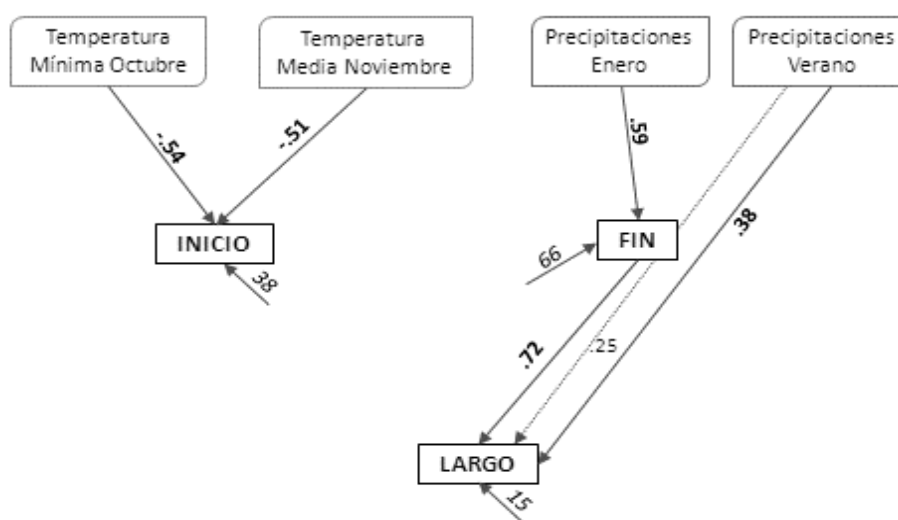 Temperatura
Mínima Octubre
Temperatura
Media Noviembre
Precipitaciones
Enero
Precipitaciones
Verano
-.54
-.51
.59
.38
INICIO
FIN
38
66
.72
.25
LARGO
15